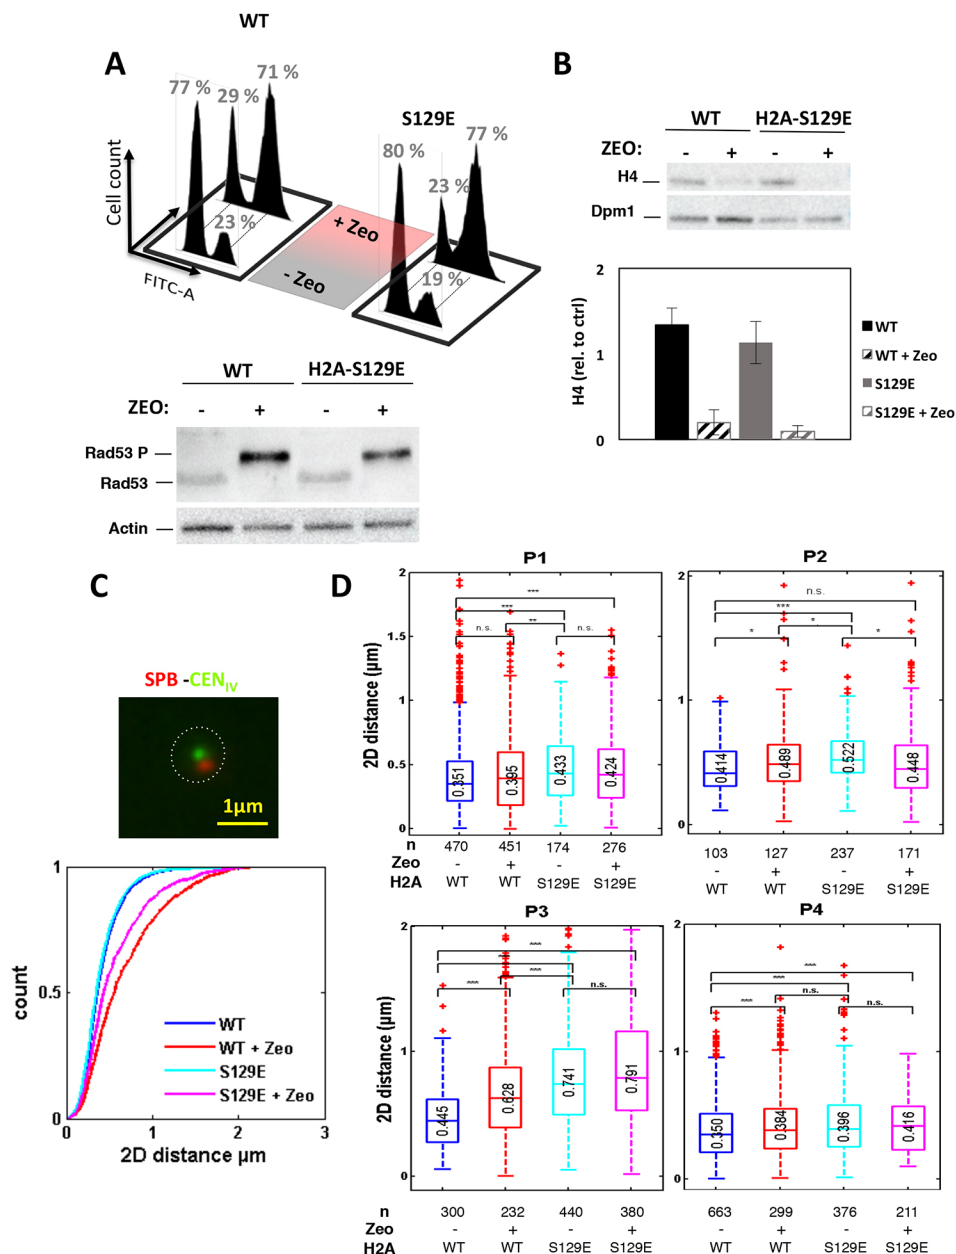 WT
A
77 %
29 %
71 %
23 %
Cell count
FITC-A
+ Zeo
- Zeo
S129E
80 %
23 %
77 %
19 %
WT
H2A-S129E
ZEO:
-
+
-
+
Rad53 P
Rad53
Actin
B
WT
H2A-S129E
ZEO:
-
+
-
+
H4
Dpm1
H4 (rel. to ctrl)
2
1
0
WT
WT + Zeo
S129E
S129E + Zeo
C
SPB -CENIV
1µm
count
1
0.5
0
WT
WT + Zeo
S129E
S129E + Zeo
0 1 2 3
2D distance µm
D
P1
2D distance (µm)
2
1.5
1
0.5
0
***
***
**
n.s.
n.s.
0.351
0.395
0.433
0.424
n 470 451 174 276
Zeo - + - +
H2A WT WT S129E S129E
P2
2
1
0
n.s.
***
*
*
*
0.414
0.489
0.522
0.448
103 127 237 171
- + - +
WT WT S129E S129E
P3
2D distance (µm)
2
1
0
***
***
***
n.s.
0.445
0.628
0.741
0.791
n 300 232 440 380
Zeo - + - +
H2A WT WT S129E S129E
P4
2
1
0
***
***
n.s.
***
n.s.
0.350
0.384
0.396
0.416
663 299 376 211
- + - +
WT WT S129E S129E